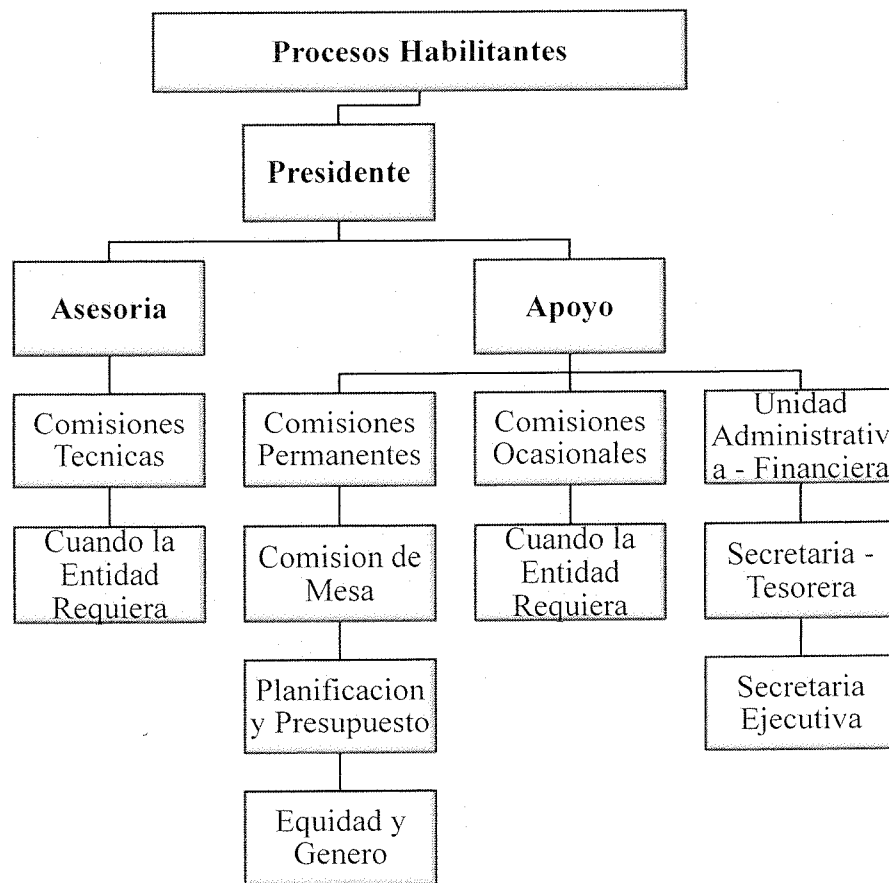 Procesos Habilitantes
Presidente
Asesoria
Apoyo
Comisiones
Tecnicas
Comisiones
Permanentes
Comisiones
Ocasionales
Unidad
Administrativ
a - Financiera
Cuando la
Entidad
Requiera
Comision de
Mesa
Cuando la
Entidad
Requiera
Secretaria -
Tesorera
Planificacion
y Presupuesto
Secretaria
Ejecutiva
Equidad y
Genero